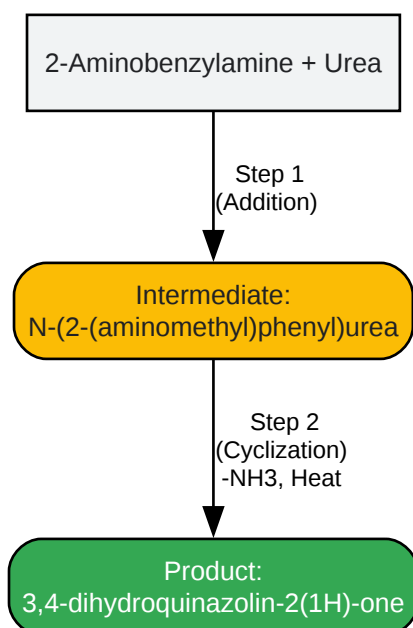 2-Aminobenzylamine + Urea
Step 1
(Addition)
Intermediate:
N-(2-(aminomethyl)phenyl)urea
Step 2
(Cyclization)
-NH3, Heat
Product:
3,4-dihydroquinazolin-2(1H)-one